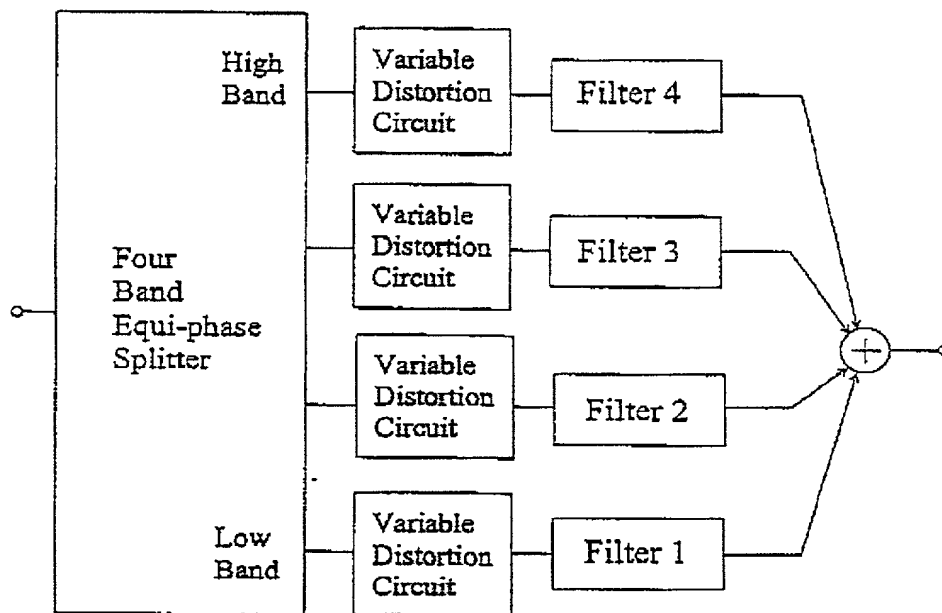 High
Band
Variable
Distortion
Circuit
Filter 4
Variable
Distortion
Circuit
Filter 3
Four
Band
Equi-phase
Splitter
Variable
Distortion
Circuit
Filter 2
Low
Band
Variable
Distortion
Circuit
Filter 1